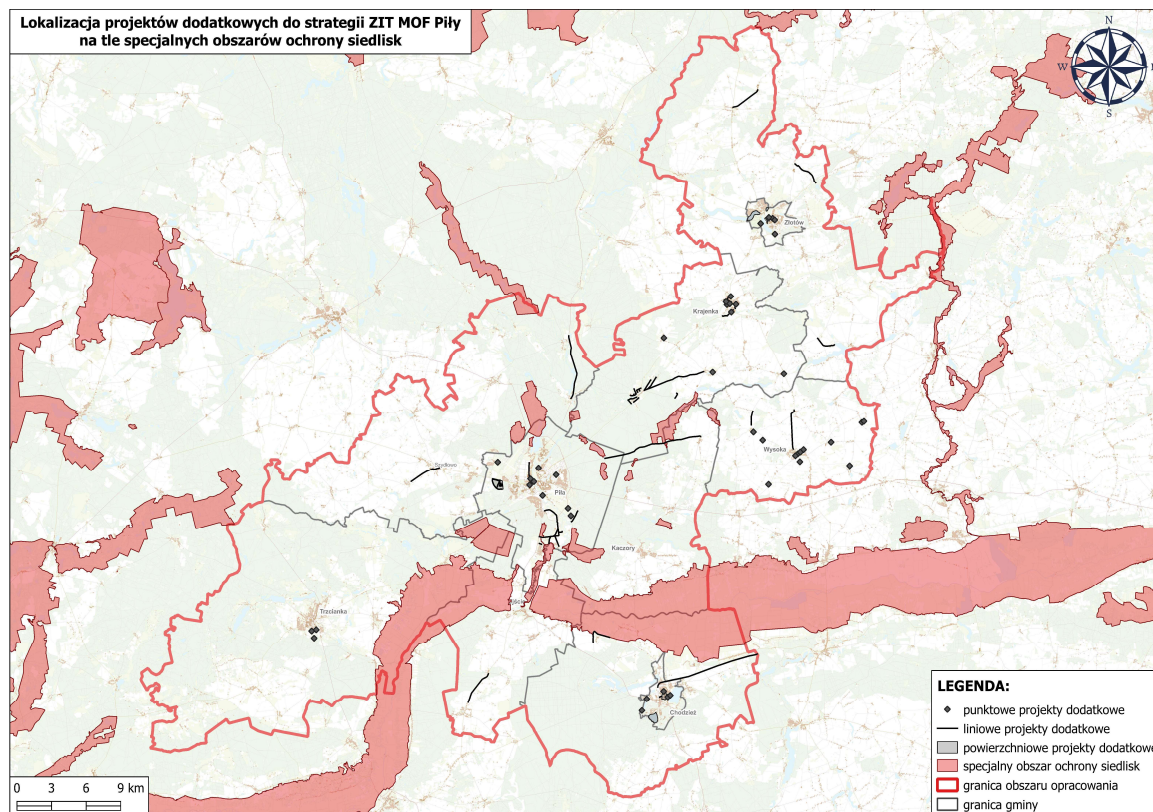 Lokalizacja projektów dodatkowych do strategii ZIT MOF Piły
na tle specjalnych obszarów ochrony siedlisk
N
W
S
Złotów
Krajenka
Szydłowo
Wysoka
Piła
Kaczory
Trzcianka
Chodzież
LEGENDA:
punktowe projekty dodatkowe
liniowe projekty dodatkowe
powierzchniowe projekty dodatkowe
specjalny obszar ochrony siedlisk
granica obszaru opracowania
granica gminy
0 3 6 9 km